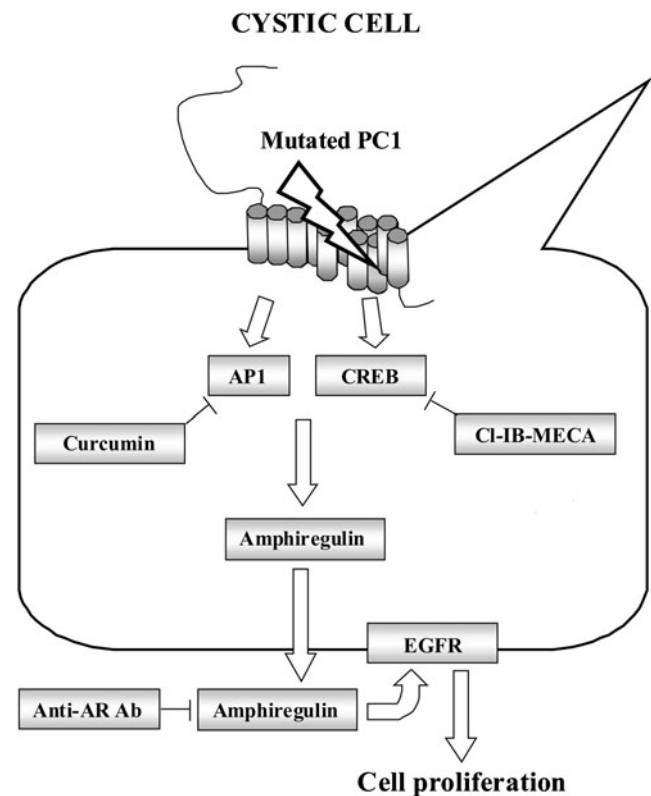 CYSTIC CELL
Mutated PC1
AP1
CREB
Curcumin
Cl-IB-MECA
Amphiregulin
EGFR
Anti-AR Ab
Amphiregulin
Cell proliferation